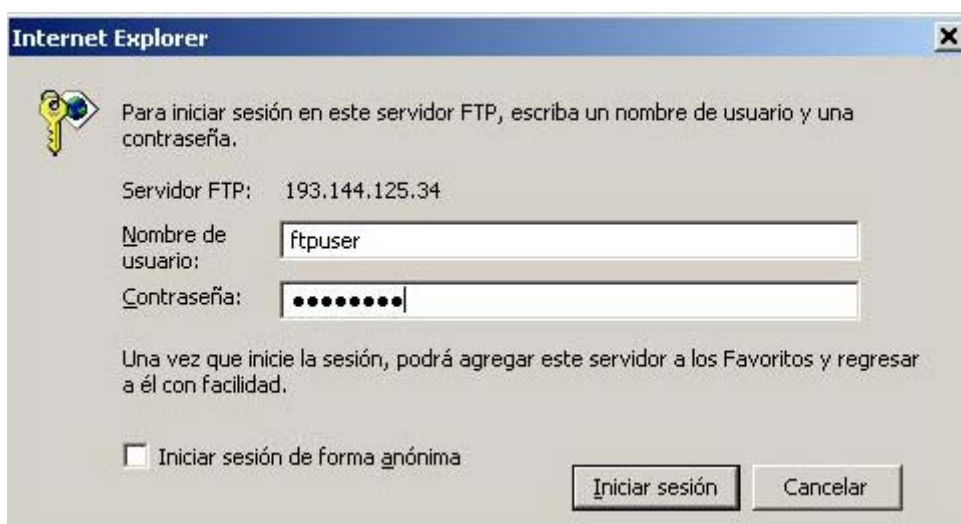 Internet Explorer
Para iniciar sesión en este servidor FTP, escriba un nombre de usuario y una
contraseña.
Servidor FTP: 193.144.125.34
Nombre de
usuario:
ftpuser
Contraseña: ●●●●●●●●
Una vez que inicie la sesión, podrá agregar este servidor a los Favoritos y regresar
a él con facilidad.
Iniciar sesión de forma anónima
Iniciar sesión
Cancelar